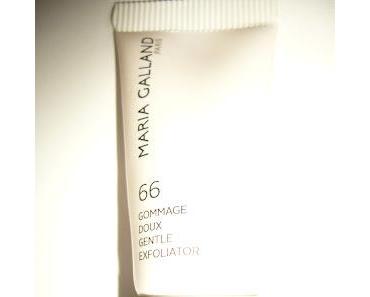 MARIA GALLAND
PARIS
66
GOMMAGE
DOUX
GENTLE
EXFOLIATOR